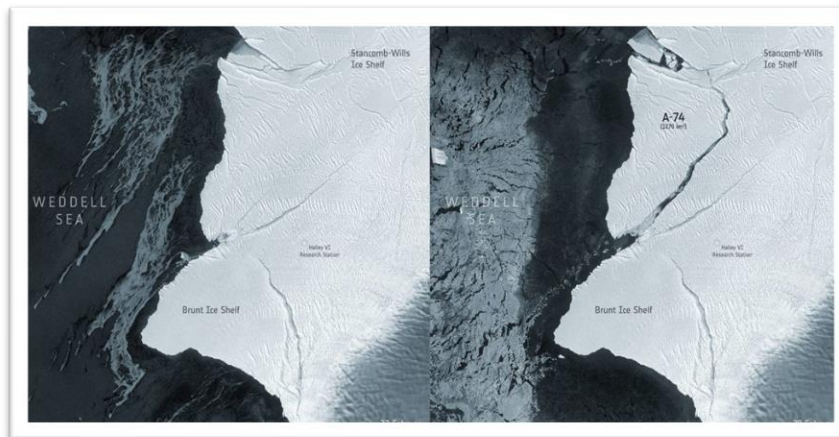 Stancomb-Wills
Ice Shelf
WEDDELL
SEA
Halley VI
Research Station
Brunt Ice Shelf
Stancomb-Wills
Ice Shelf
A-74
WEDDELL
SEA
Halley VI
Research Station
Brunt Ice Shelf